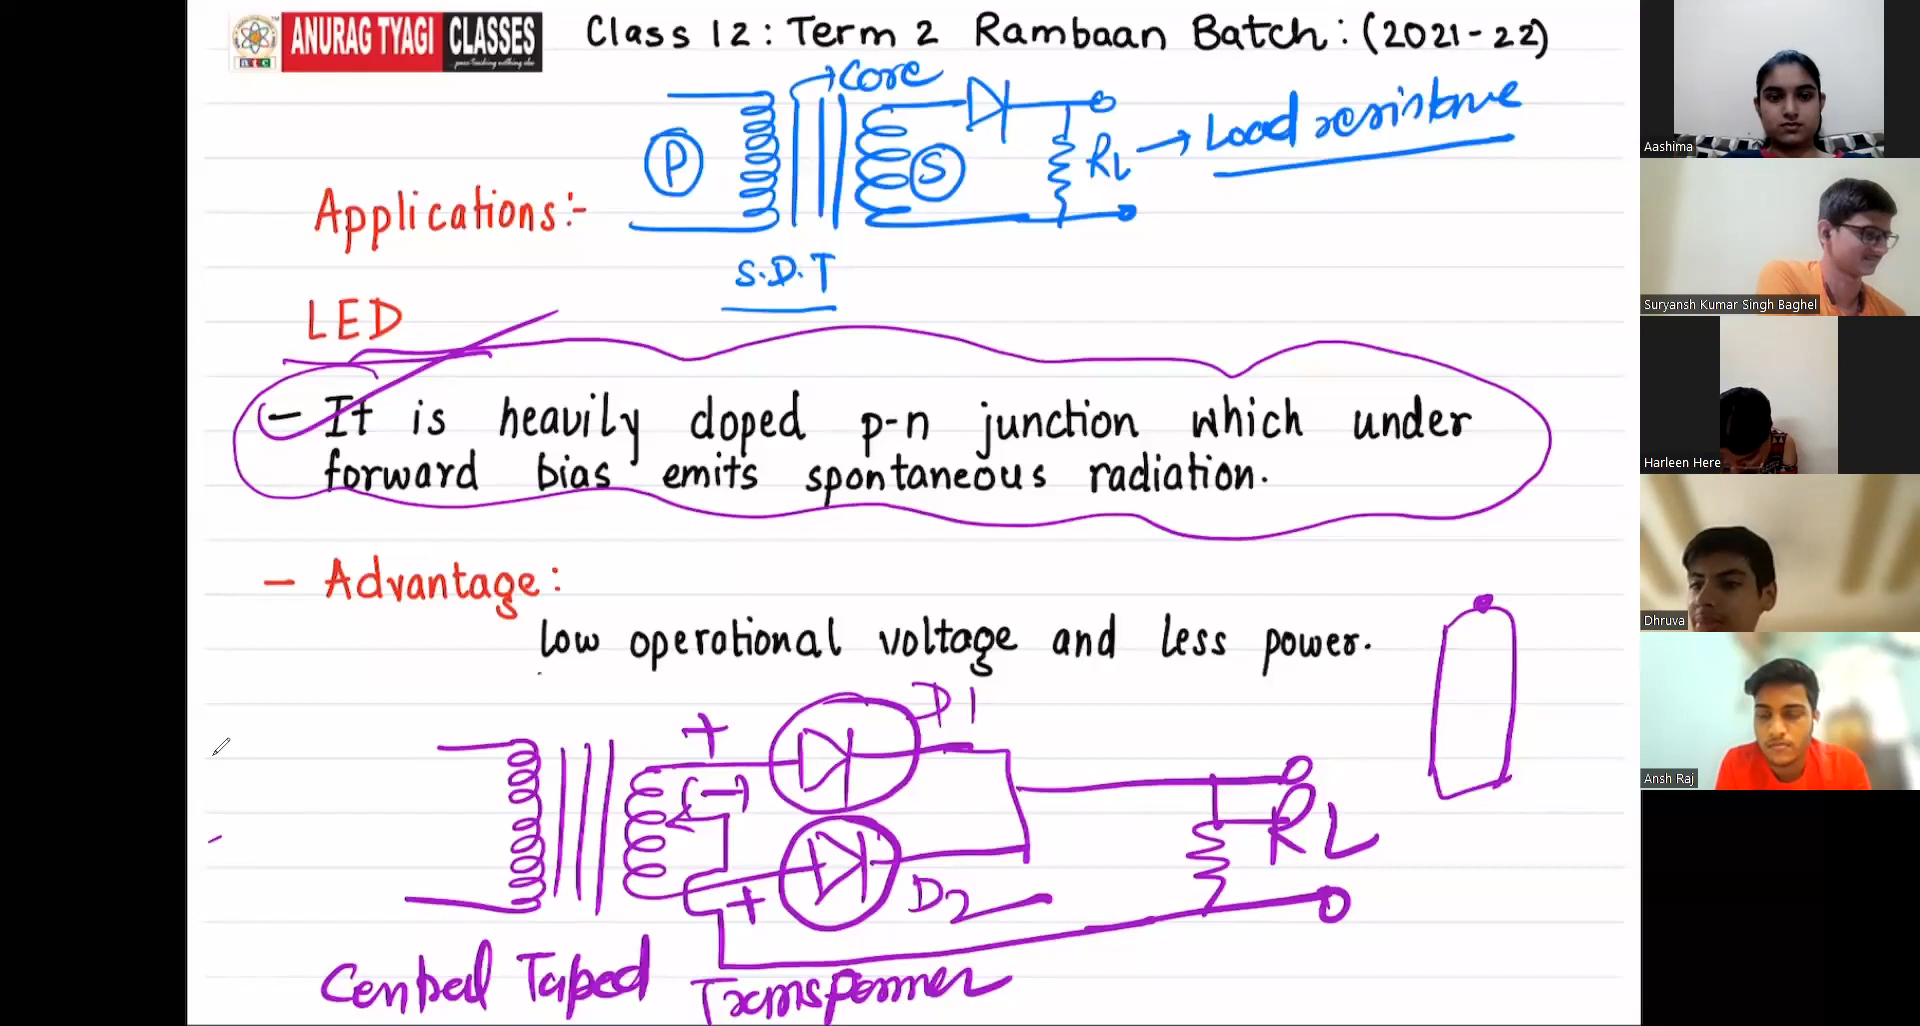 ANURAG TYAGI CLASSES
Class 12 : Term 2 Rambaan Batch : (2021-22)
Core
P
S
RL → Load resistance
Applications:-
S.D.T
LED
- It is heavily doped p-n junction which under
forward bias emits spontaneous radiation.
- Advantage:
low operational voltage and less power.
D1
+
(-)
RL
+
D2
Central Taped Transformer
Aashima
Suryansh Kumar Singh Baghel
Harleen Here
Dhruva
Ansh Raj